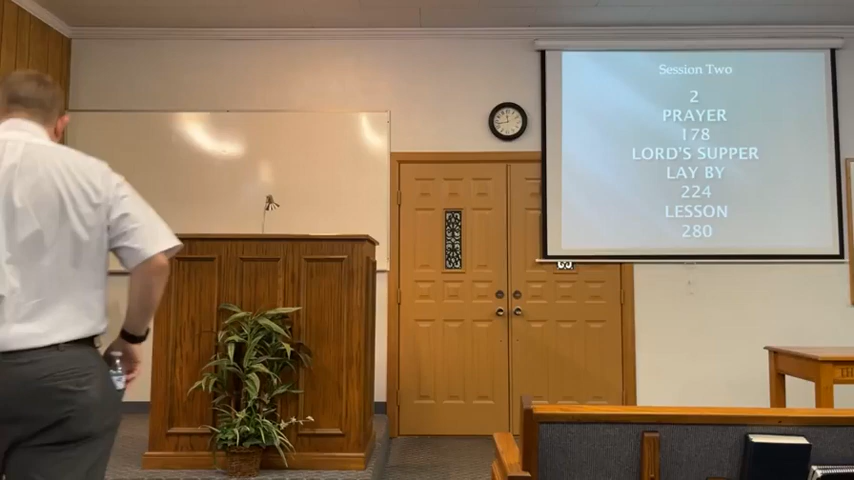 Session Two
2
PRAYER
178
LORD'S SUPPER
LAY BY
224
LESSON
280